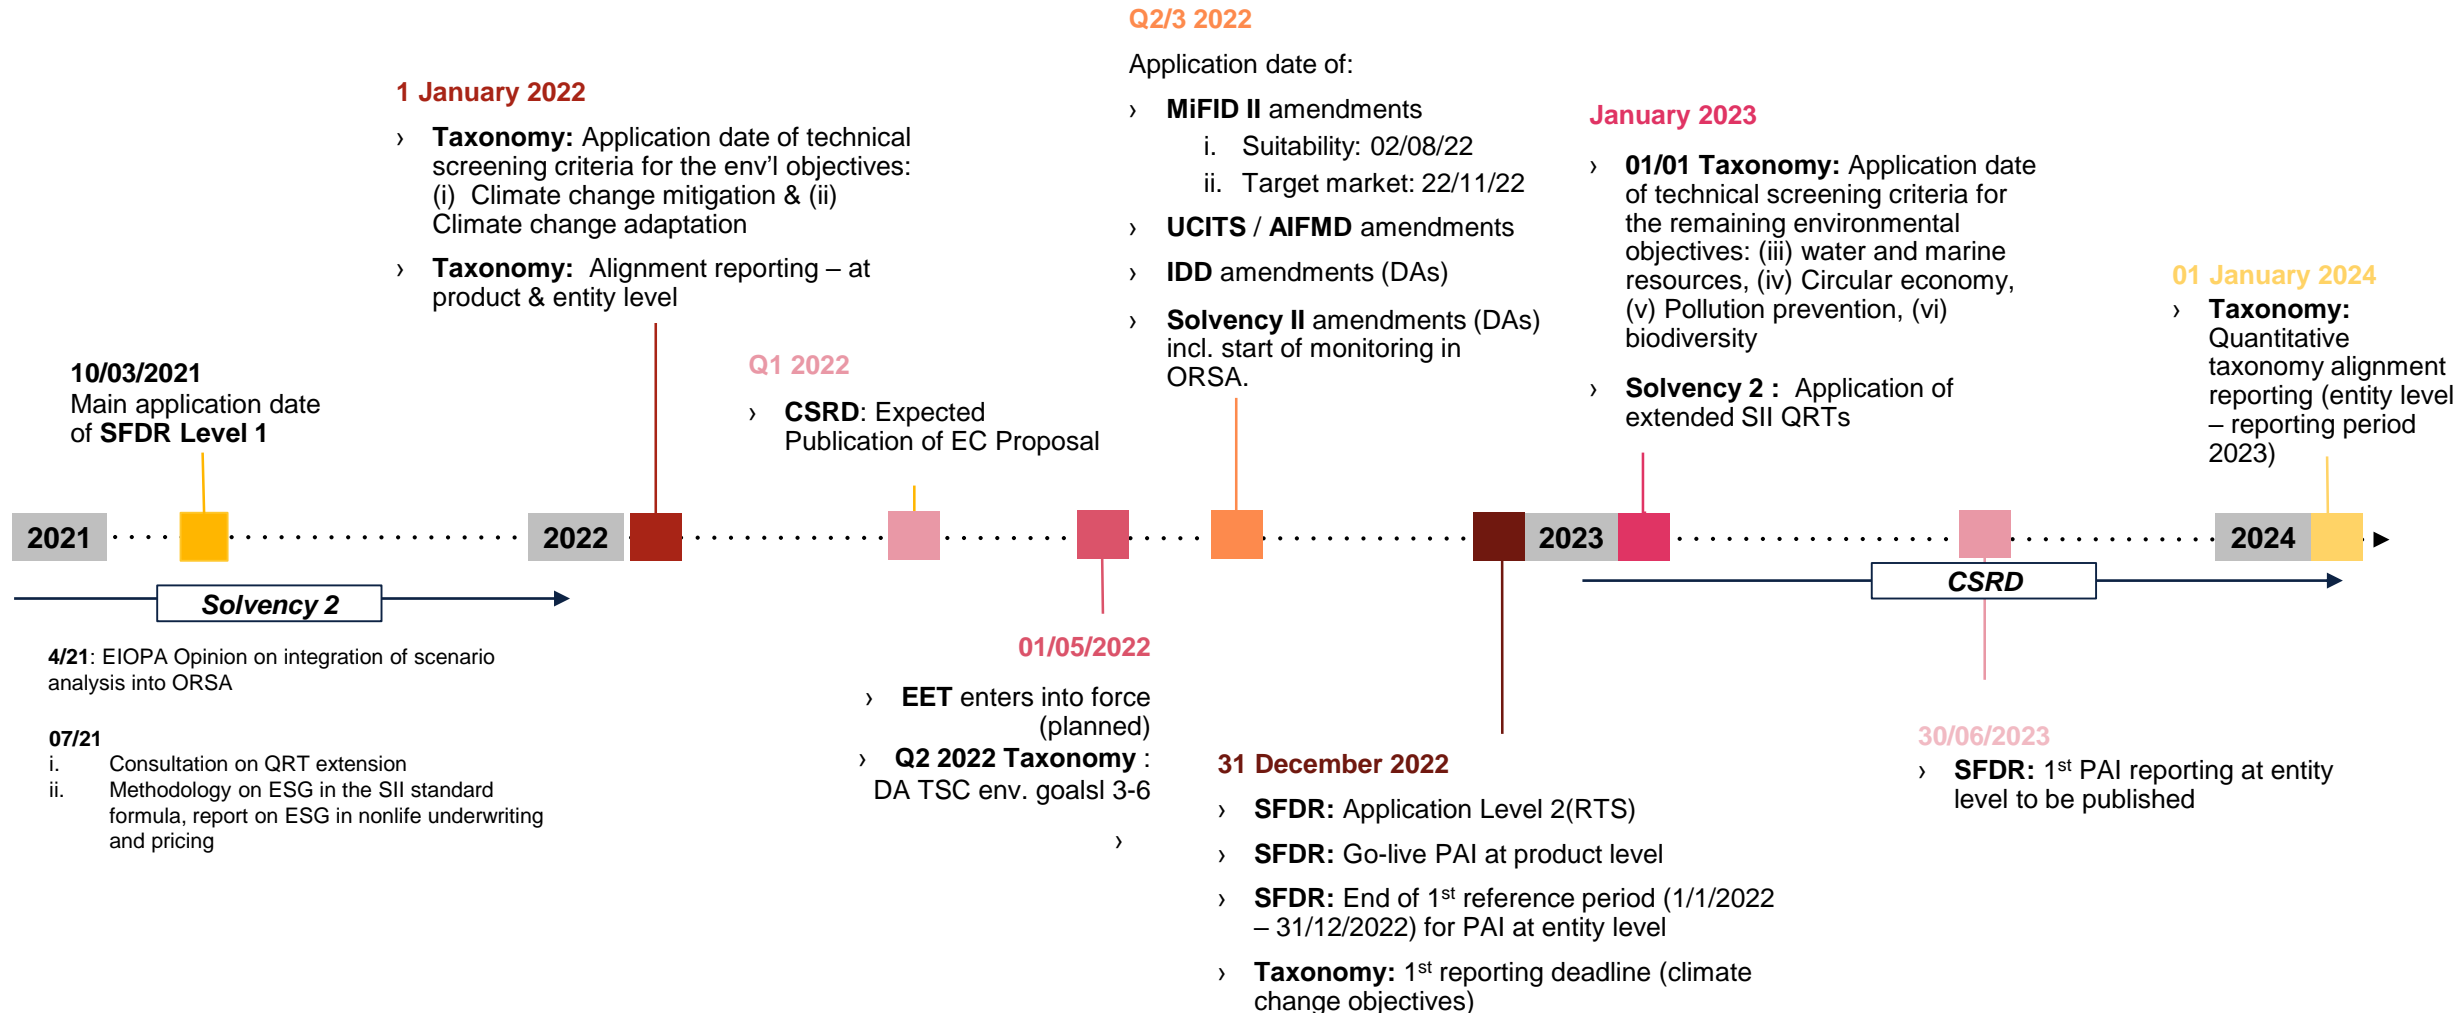 10/03/2021
Main application date
of SFDR Level 1
1 January 2022
› Taxonomy: Application date of technical
screening criteria for the env’l objectives:
(i) Climate change mitigation & (ii)
Climate change adaptation
› Taxonomy: Alignment reporting – at
product & entity level
Q1 2022
› CSRD: Expected
Publication of EC Proposal
Q2/3 2022
Application date of:
› MiFID II amendments
i. Suitability: 02/08/22
ii. Target market: 22/11/22
› UCITS / AIFMD amendments
› IDD amendments (DAs)
› Solvency II amendments (DAs)
incl. start of monitoring in
ORSA.
January 2023
› 01/01 Taxonomy: Application date
of technical screening criteria for
the remaining environmental
objectives: (iii) water and marine
resources, (iv) Circular economy,
(v) Pollution prevention, (vi)
biodiversity
› Solvency 2 : Application of
extended SII QRTs
01 January 2024
› Taxonomy:
Quantitative
taxonomy alignment
reporting (entity level
– reporting period
2023)
2021
2022
2023
2024
Solvency 2
CSRD
4/21: EIOPA Opinion on integration of scenario
analysis into ORSA
07/21
i. Consultation on QRT extension
ii. Methodology on ESG in the SII standard
formula, report on ESG in nonlife underwriting
and pricing
01/05/2022
› EET enters into force
(planned)
› Q2 2022 Taxonomy :
DA TSC env. goalsl 3-6
›
31 December 2022
› SFDR: Application Level 2(RTS)
› SFDR: Go-live PAI at product level
› SFDR: End of 1st reference period (1/1/2022
– 31/12/2022) for PAI at entity level
› Taxonomy: 1st reporting deadline (climate
change objectives)
30/06/2023
› SFDR: 1st PAI reporting at entity
level to be published